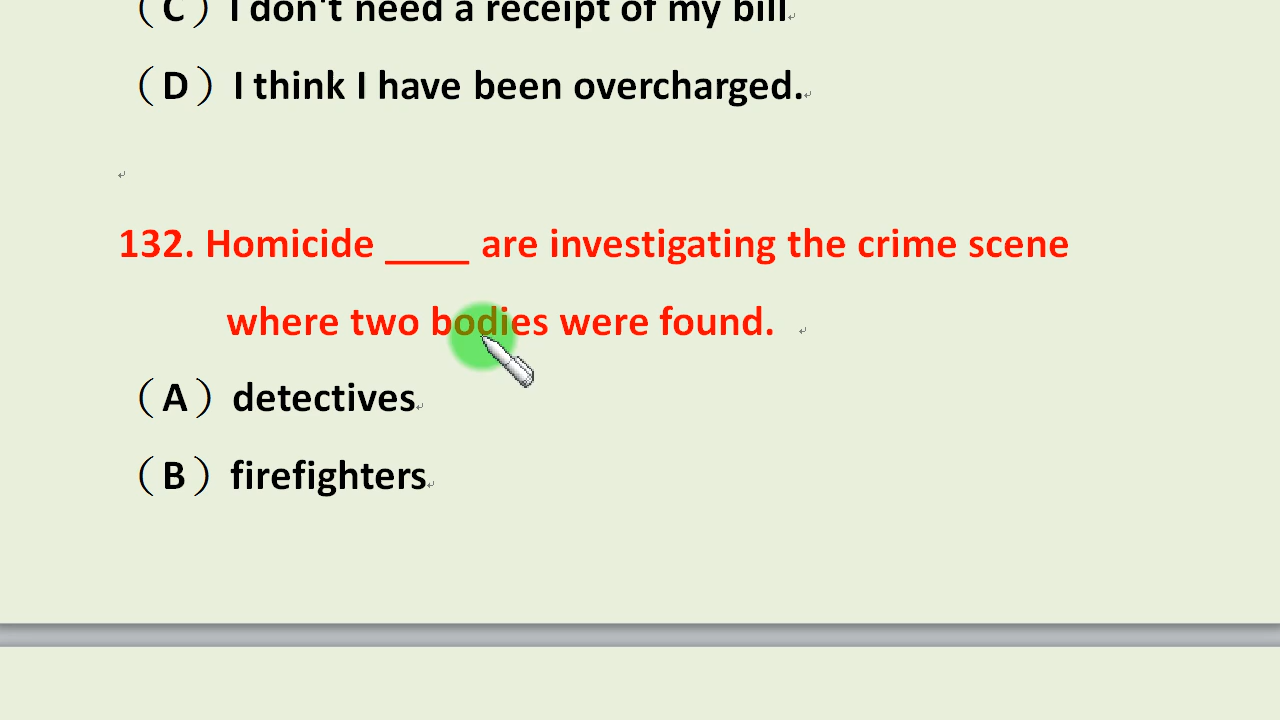 （C）I don't need a receipt of my bill
（D）I think I have been overcharged.
132. Homicide ____ are investigating the crime scene
where two bodies were found.
（A）detectives
（B）firefighters